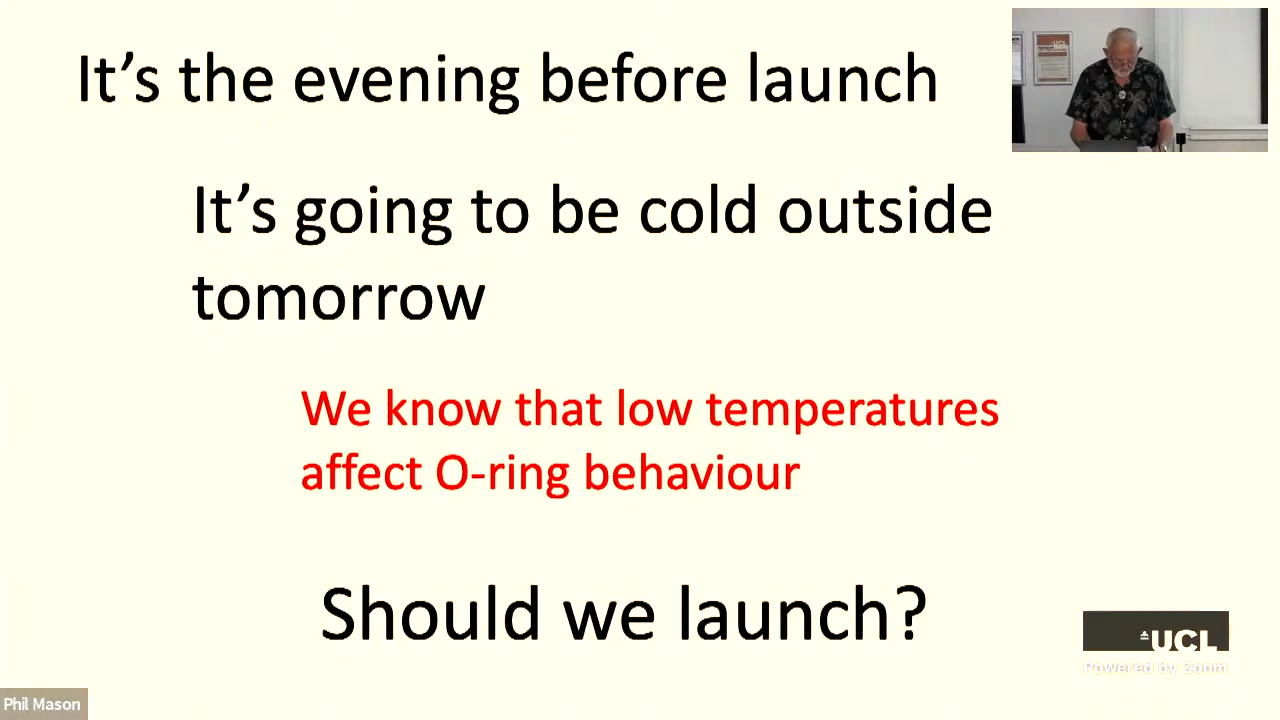 It's the evening before launch
It's going to be cold outside
tomorrow
We know that low temperatures
affect O-ring behaviour
Should we launch?
UCL
Powered by Zoom
Phil Mason